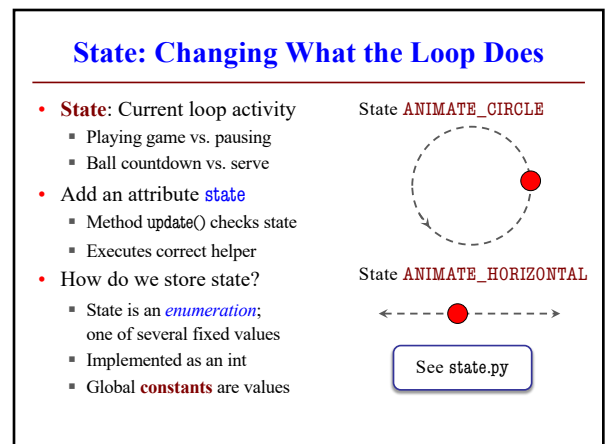 State: Changing What the Loop Does
• State: Current loop activity
▪ Playing game vs. pausing
▪ Ball countdown vs. serve
• Add an attribute state
▪ Method update() checks state
▪ Executes correct helper
• How do we store state?
▪ State is an enumeration;
one of several fixed values
▪ Implemented as an int
▪ Global constants are values
State ANIMATE_CIRCLE
State ANIMATE_HORIZONTAL
See state.py